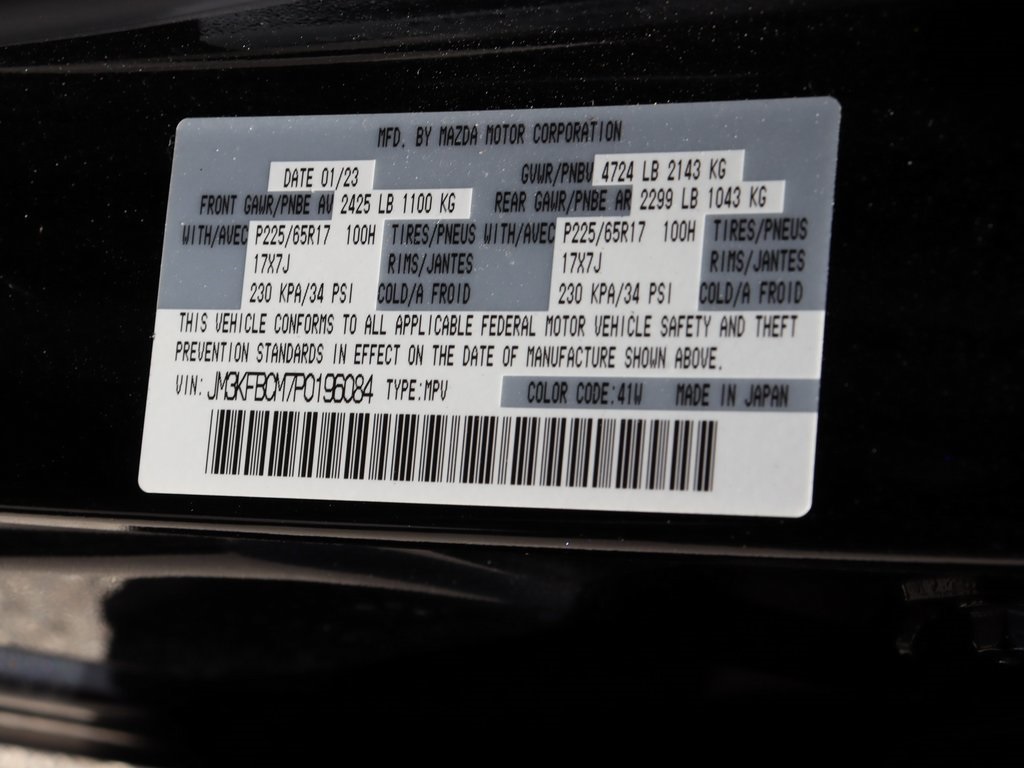 MFD. BY MAZDA MOTOR CORPORATION
DATE 01/23 GVWR/PNBV 4724 LB 2143 KG
FRONT GAWR/PNBE AV 2425 LB 1100 KG REAR GAWR/PNBE AR 2299 LB 1043 KG
WITH/AVEC P225/65R17 100H TIRES/PNEUS WITH/AVEC P225/65R17 100H TIRES/PNEUS
17X7J RIMS/JANTES 17X7J RIMS/JANTES
230 KPA/34 PSI COLD/A FROID 230 KPA/34 PSI COLD/A FROID
THIS VEHICLE CONFORMS TO ALL APPLICABLE FEDERAL MOTOR VEHICLE SAFETY AND THEFT
PREVENTION STANDARDS IN EFFECT ON THE DATE OF MANUFACTURE SHOWN ABOVE.
VIN: JM3KFBCM7P0196084 TYPE:MPV COLOR CODE:41W MADE IN JAPAN